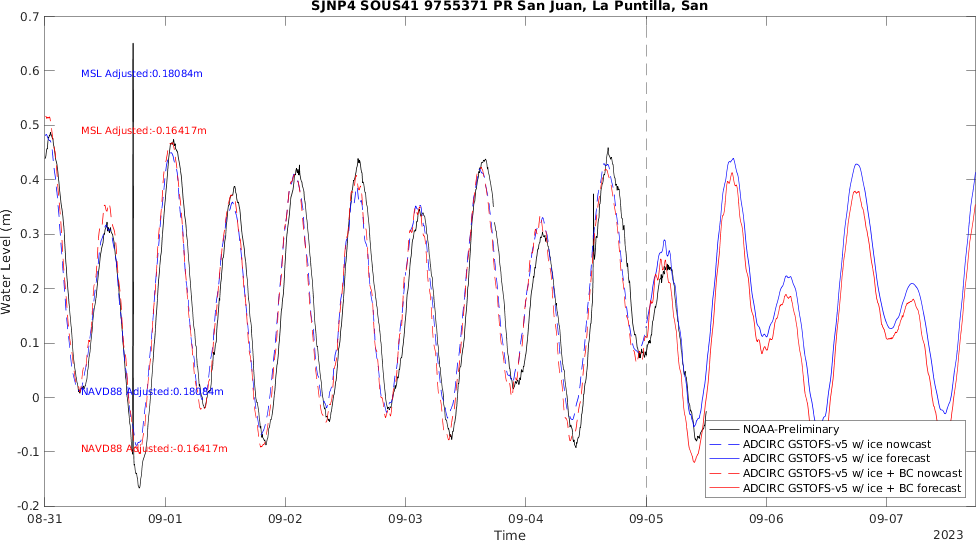 SJNP4 SOUS41 9755371 PR San Juan, La Puntilla, San
0.7
0.6
0.5
0.4
0.3
0.2
0.1
0
-0.1
-0.2
Water Level (m)
MSL Adjusted:0.18084m
MSL Adjusted:-0.16417m
NAVD88 Adjusted:0.18084m
NAVD88 Adjusted:-0.16417m
NOAA-Preliminary
ADCIRC GSTOFS-v5 w/ ice nowcast
ADCIRC GSTOFS-v5 w/ ice forecast
ADCIRC GSTOFS-v5 w/ ice + BC nowcast
ADCIRC GSTOFS-v5 w/ ice + BC forecast
08-31 09-01 09-02 09-03 09-04 09-05 09-06 09-07
Time
2023